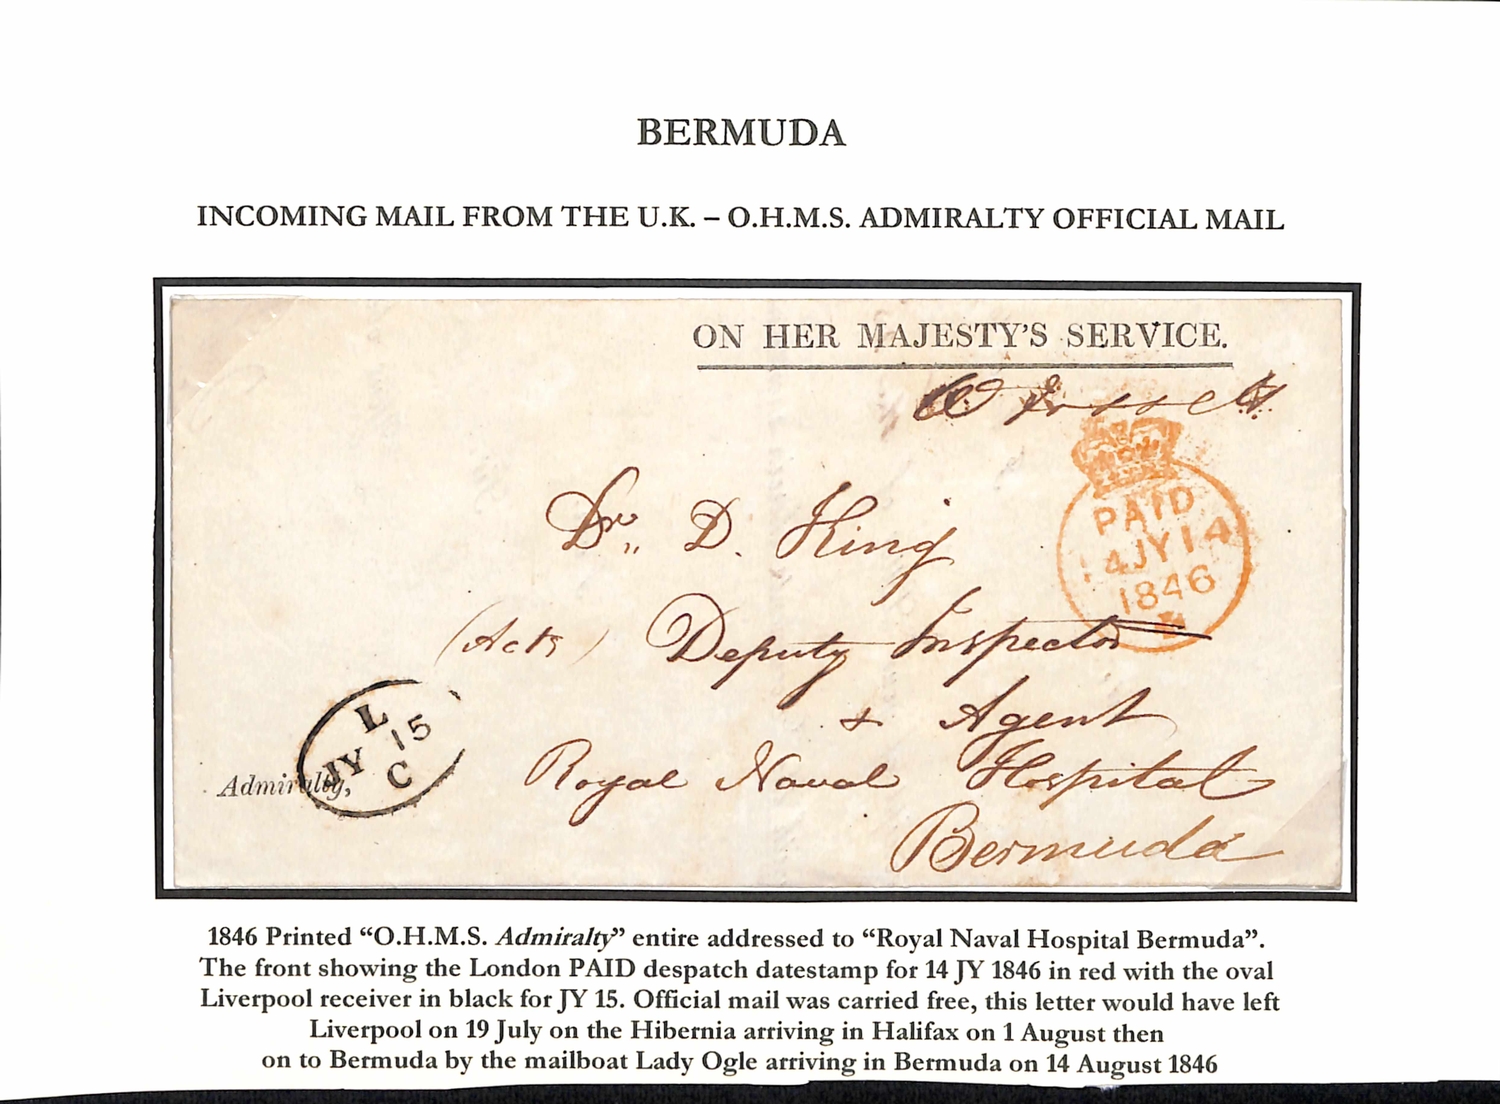 BERMUDA
INCOMING MAIL FROM THE U.K. – O.H.M.S. ADMIRALTY OFFICIAL MAIL
ON HER MAJESTY'S SERVICE.
Dr,, D. King
PAID
14 JY 14
1846
Deputy Inspector
& Agent
Royal Naval Hospital
Bermuda
L
JY 15
C
Admiralty,
1846 Printed “O.H.M.S. Admiralty” entire addressed to “Royal Naval Hospital Bermuda”.
The front showing the London PAID despatch datestamp for 14 JY 1846 in red with the oval
Liverpool receiver in black for JY 15. Official mail was carried free, this letter would have left
Liverpool on 19 July on the Hibernia arriving in Halifax on 1 August then
on to Bermuda by the mailboat Lady Ogle arriving in Bermuda on 14 August 1846